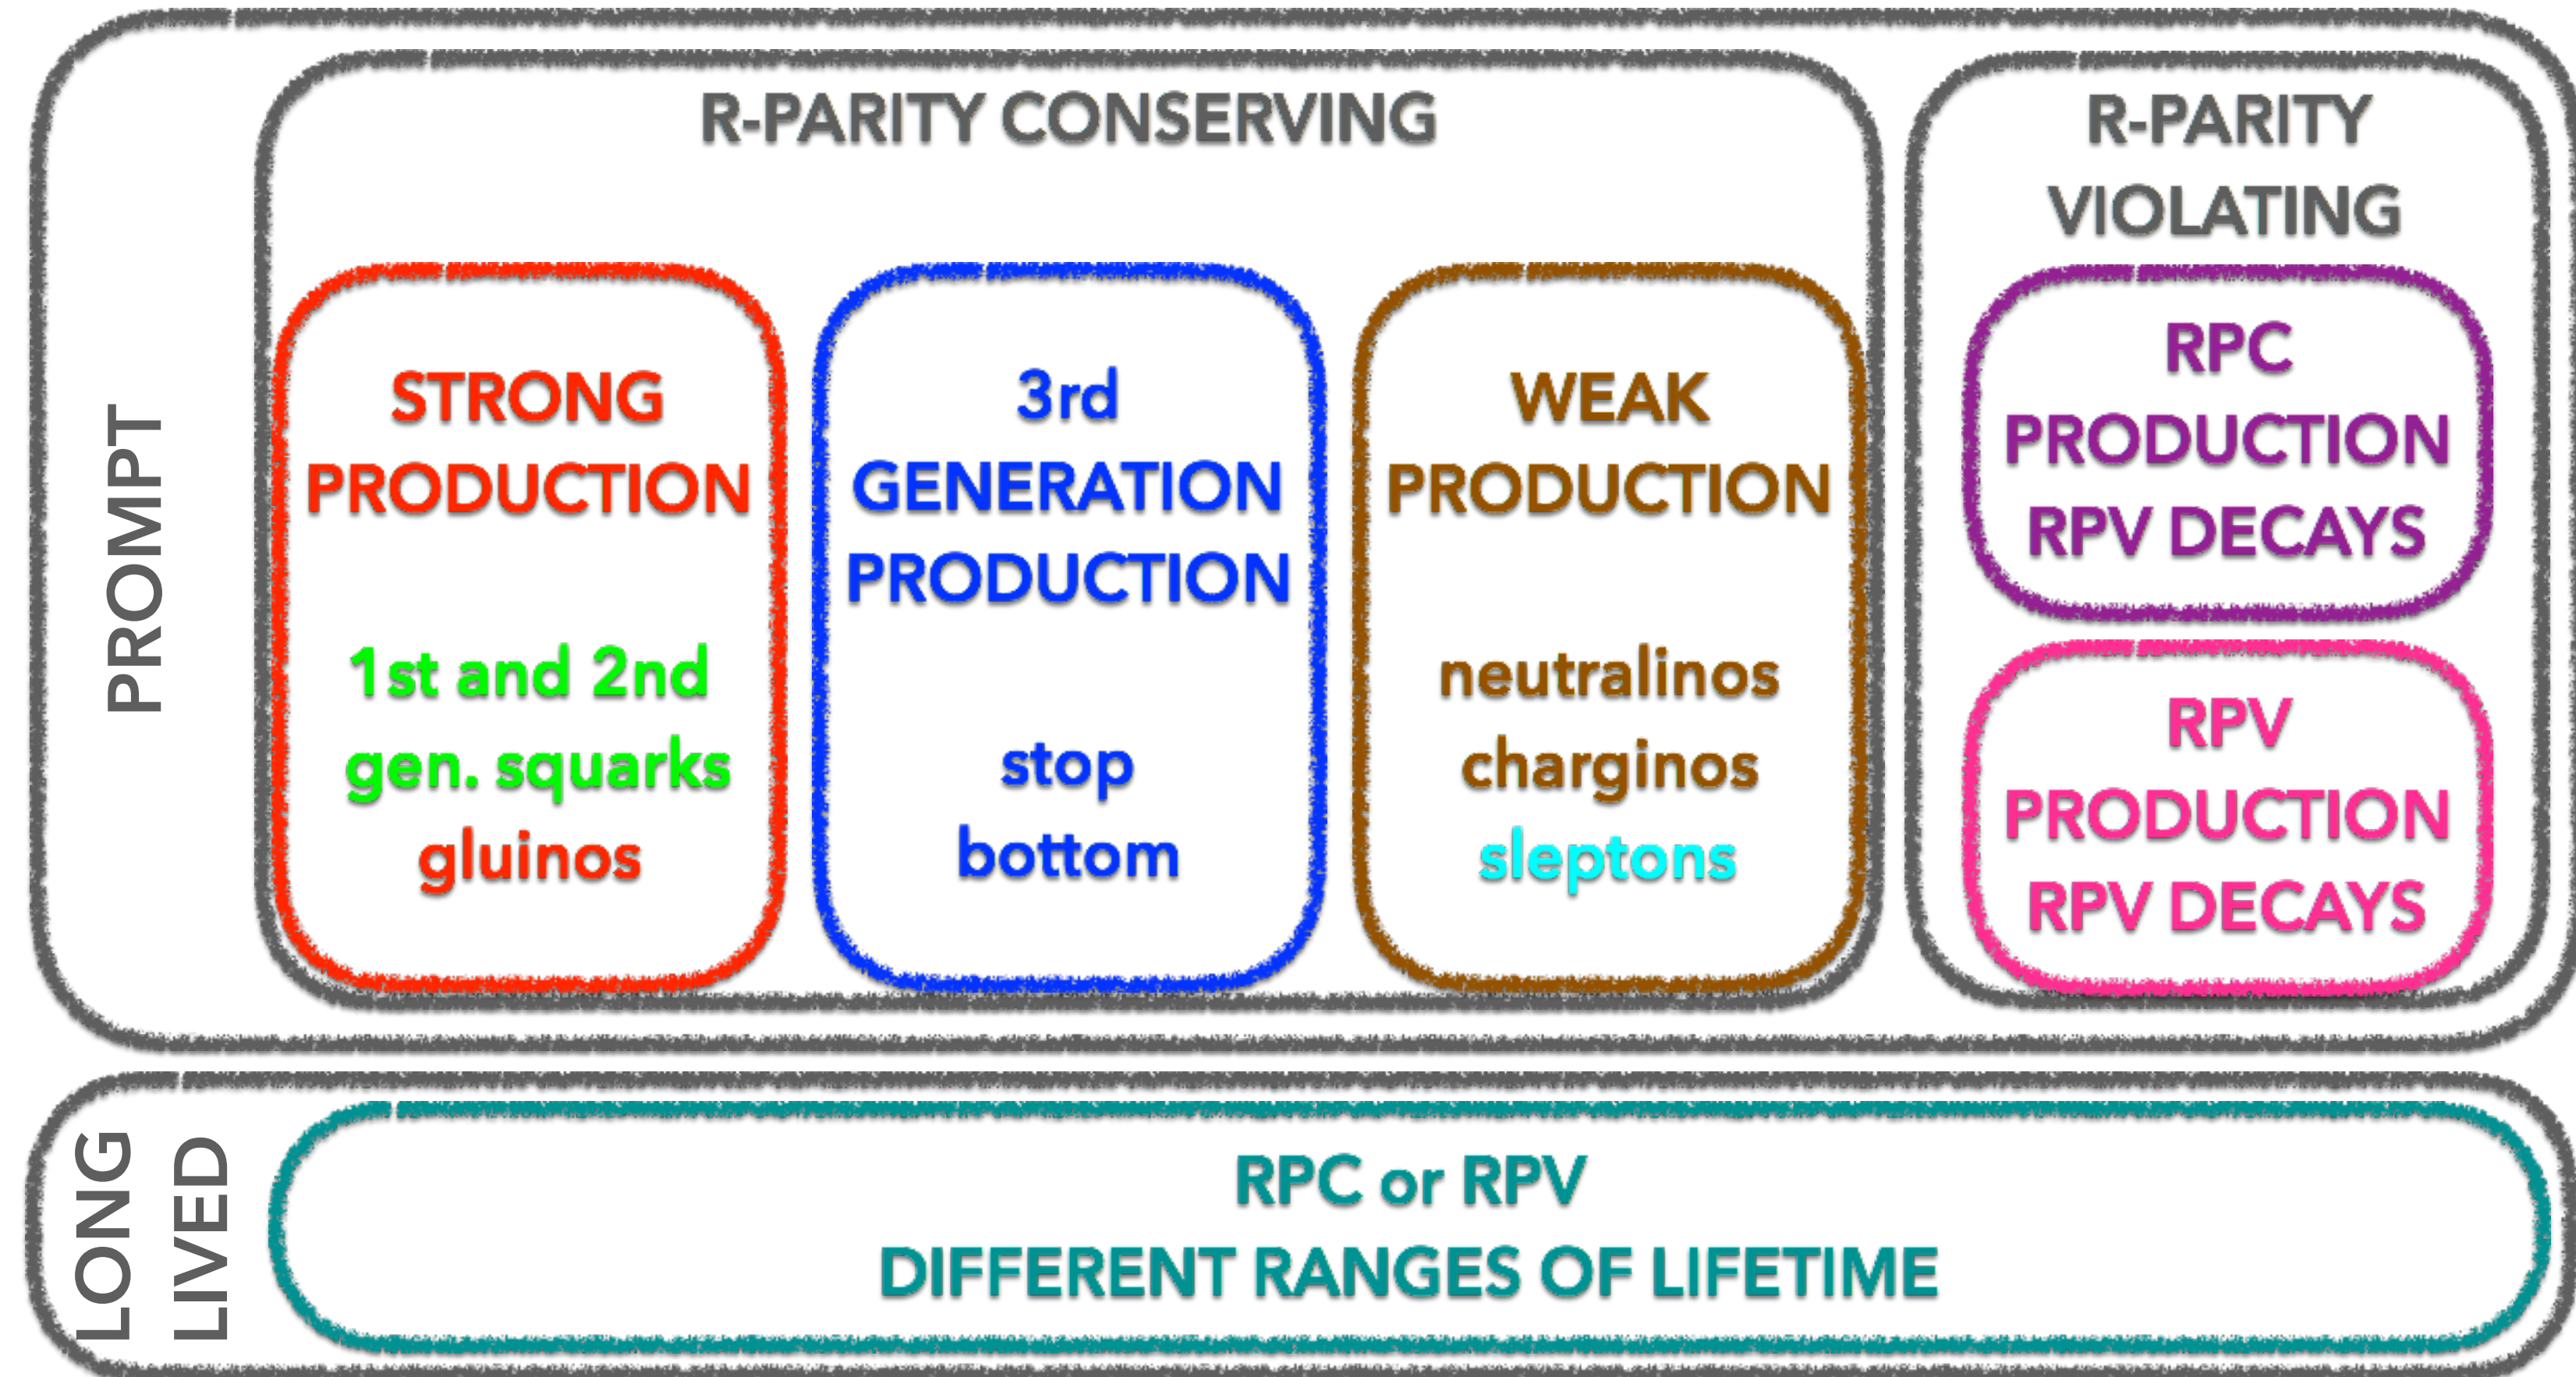 PROMPT
R-PARITY CONSERVING
STRONG
PRODUCTION
1st and 2nd
gen. squarks
gluinos
3rd
GENERATION
PRODUCTION
stop
bottom
WEAK
PRODUCTION
neutralinos
charginos
sleptons
R-PARITY
VIOLATING
RPC
PRODUCTION
RPV DECAYS
RPV
PRODUCTION
RPV DECAYS
LONG
LIVED
RPC or RPV
DIFFERENT RANGES OF LIFETIME